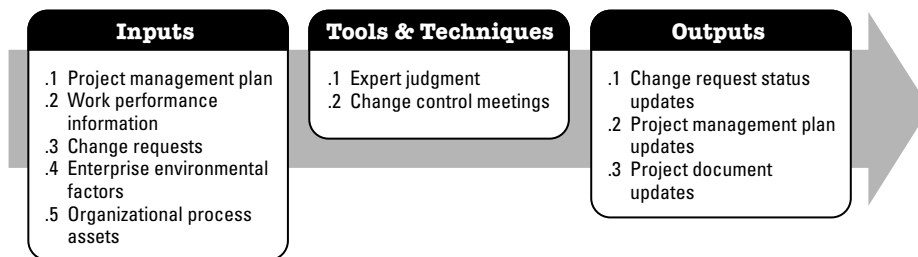 Inputs
.1 Project management plan
.2 Work performance
information
.3 Change requests
.4 Enterprise environmental
factors
.5 Organizational process
assets
Tools & Techniques
.1 Expert judgment
.2 Change control meetings
Outputs
.1 Change request status
updates
.2 Project management plan
updates
.3 Project document
updates